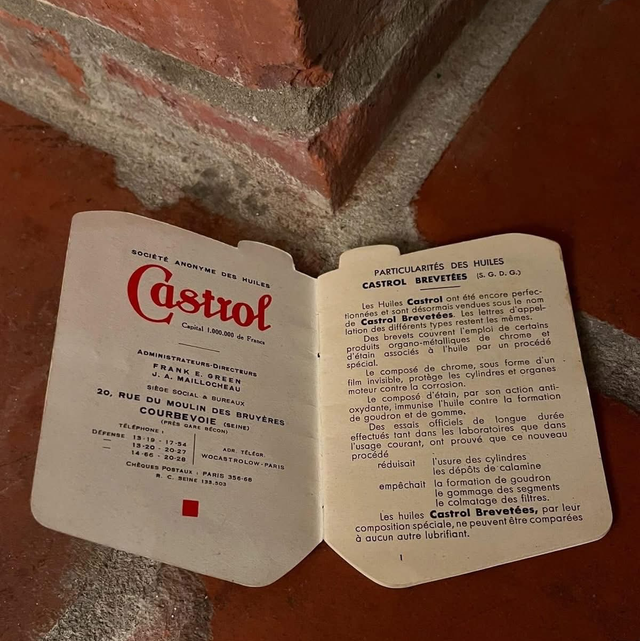 SOCIÉTÉ ANONYME DES HUILES
Castrol
Capital 1.000.000 de Francs
ADMINISTRATEURS-DIRECTEURS
FRANK E. GREEN
J. A. MAILLOCHEAU
SIÈGE SOCIAL & BUREAUX
20, RUE DU MOULIN DES BRUYÈRES
COURBEVOIE (SEINE)
(PRÈS GARE BÉCON)
TÉLÉPHONE :
DÉFENSE 13-19 - 17-54
— 13-20 - 20-27
— 14-66 - 20-28
ADR. TÉLÉGR.
WOCASTROLOW-PARIS
CHÈQUES POSTAUX : PARIS 356-68
R. C. SEINE 135.503
PARTICULARITÉS DES HUILES
CASTROL BREVETÉES (S. G. D. G.)
Les Huiles Castrol ont été encore perfec-
tionnées et sont désormais vendues sous le nom
de Castrol Brevetées. Les lettres d'appel-
lation des différents types restent les mêmes.
Des brevets couvrent l'emploi de certains
produits organo-métalliques de chrome et
d'étain associés à l'huile par un procédé
spécial.
Le composé de chrome, sous forme d'un
film invisible, protège les cylindres et organes
moteur contre la corrosion.
Le composé d'étain, par son action anti-
oxydante, immunise l'huile contre la formation
de goudron et de gomme.
Des essais officiels de longue durée
effectués tant dans les laboratoires que dans
l'usage courant, ont prouvé que ce nouveau
procédé
réduisait l'usure des cylindres
les dépôts de calamine
empêchait la formation de goudron
le gommage des segments
le colmatage des filtres.
Les huiles Castrol Brevetées, par leur
composition spéciale, ne peuvent être comparées
à aucun autre lubrifiant.
1